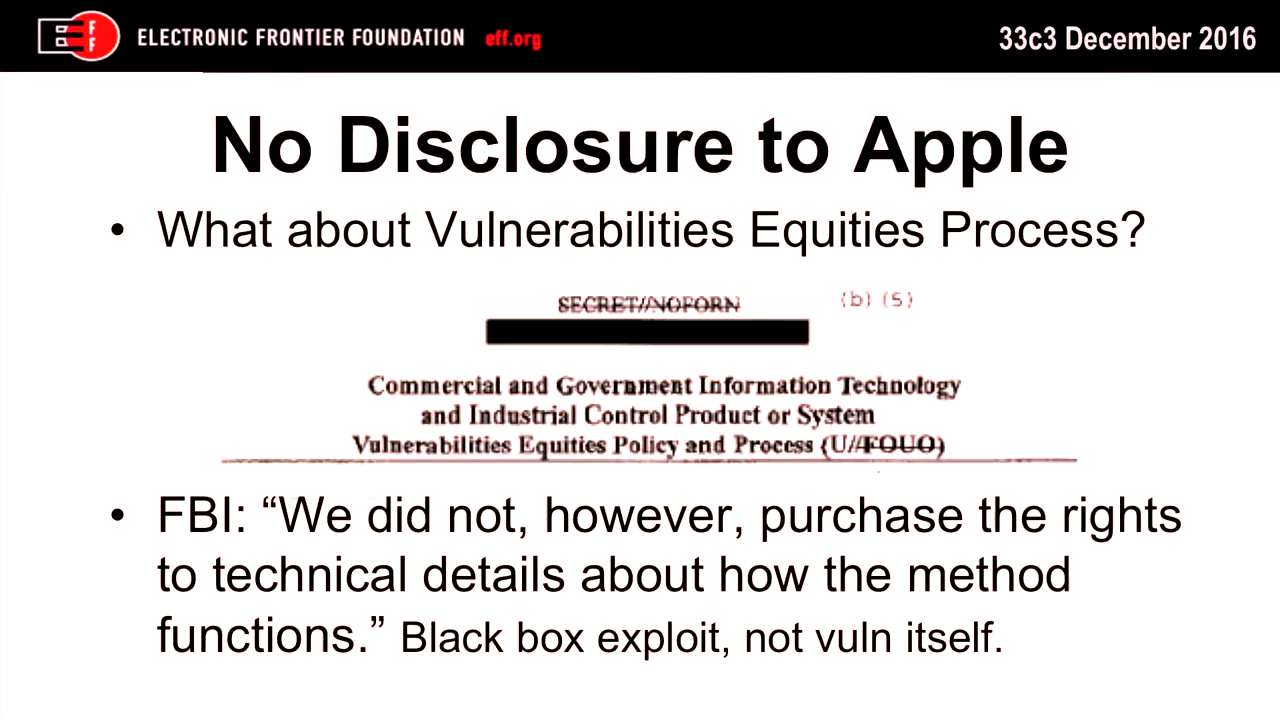 ELECTRONIC FRONTIER FOUNDATION eff.org
33c3 December 2016
No Disclosure to Apple
• What about Vulnerabilities Equities Process?
SECRET//NOFORN (b) (5)
Commercial and Government Information Technology
and Industrial Control Product or System
Vulnerabilities Equities Policy and Process (U//FOUO)
• FBI: “We did not, however, purchase the rights
to technical details about how the method
functions.” Black box exploit, not vuln itself.